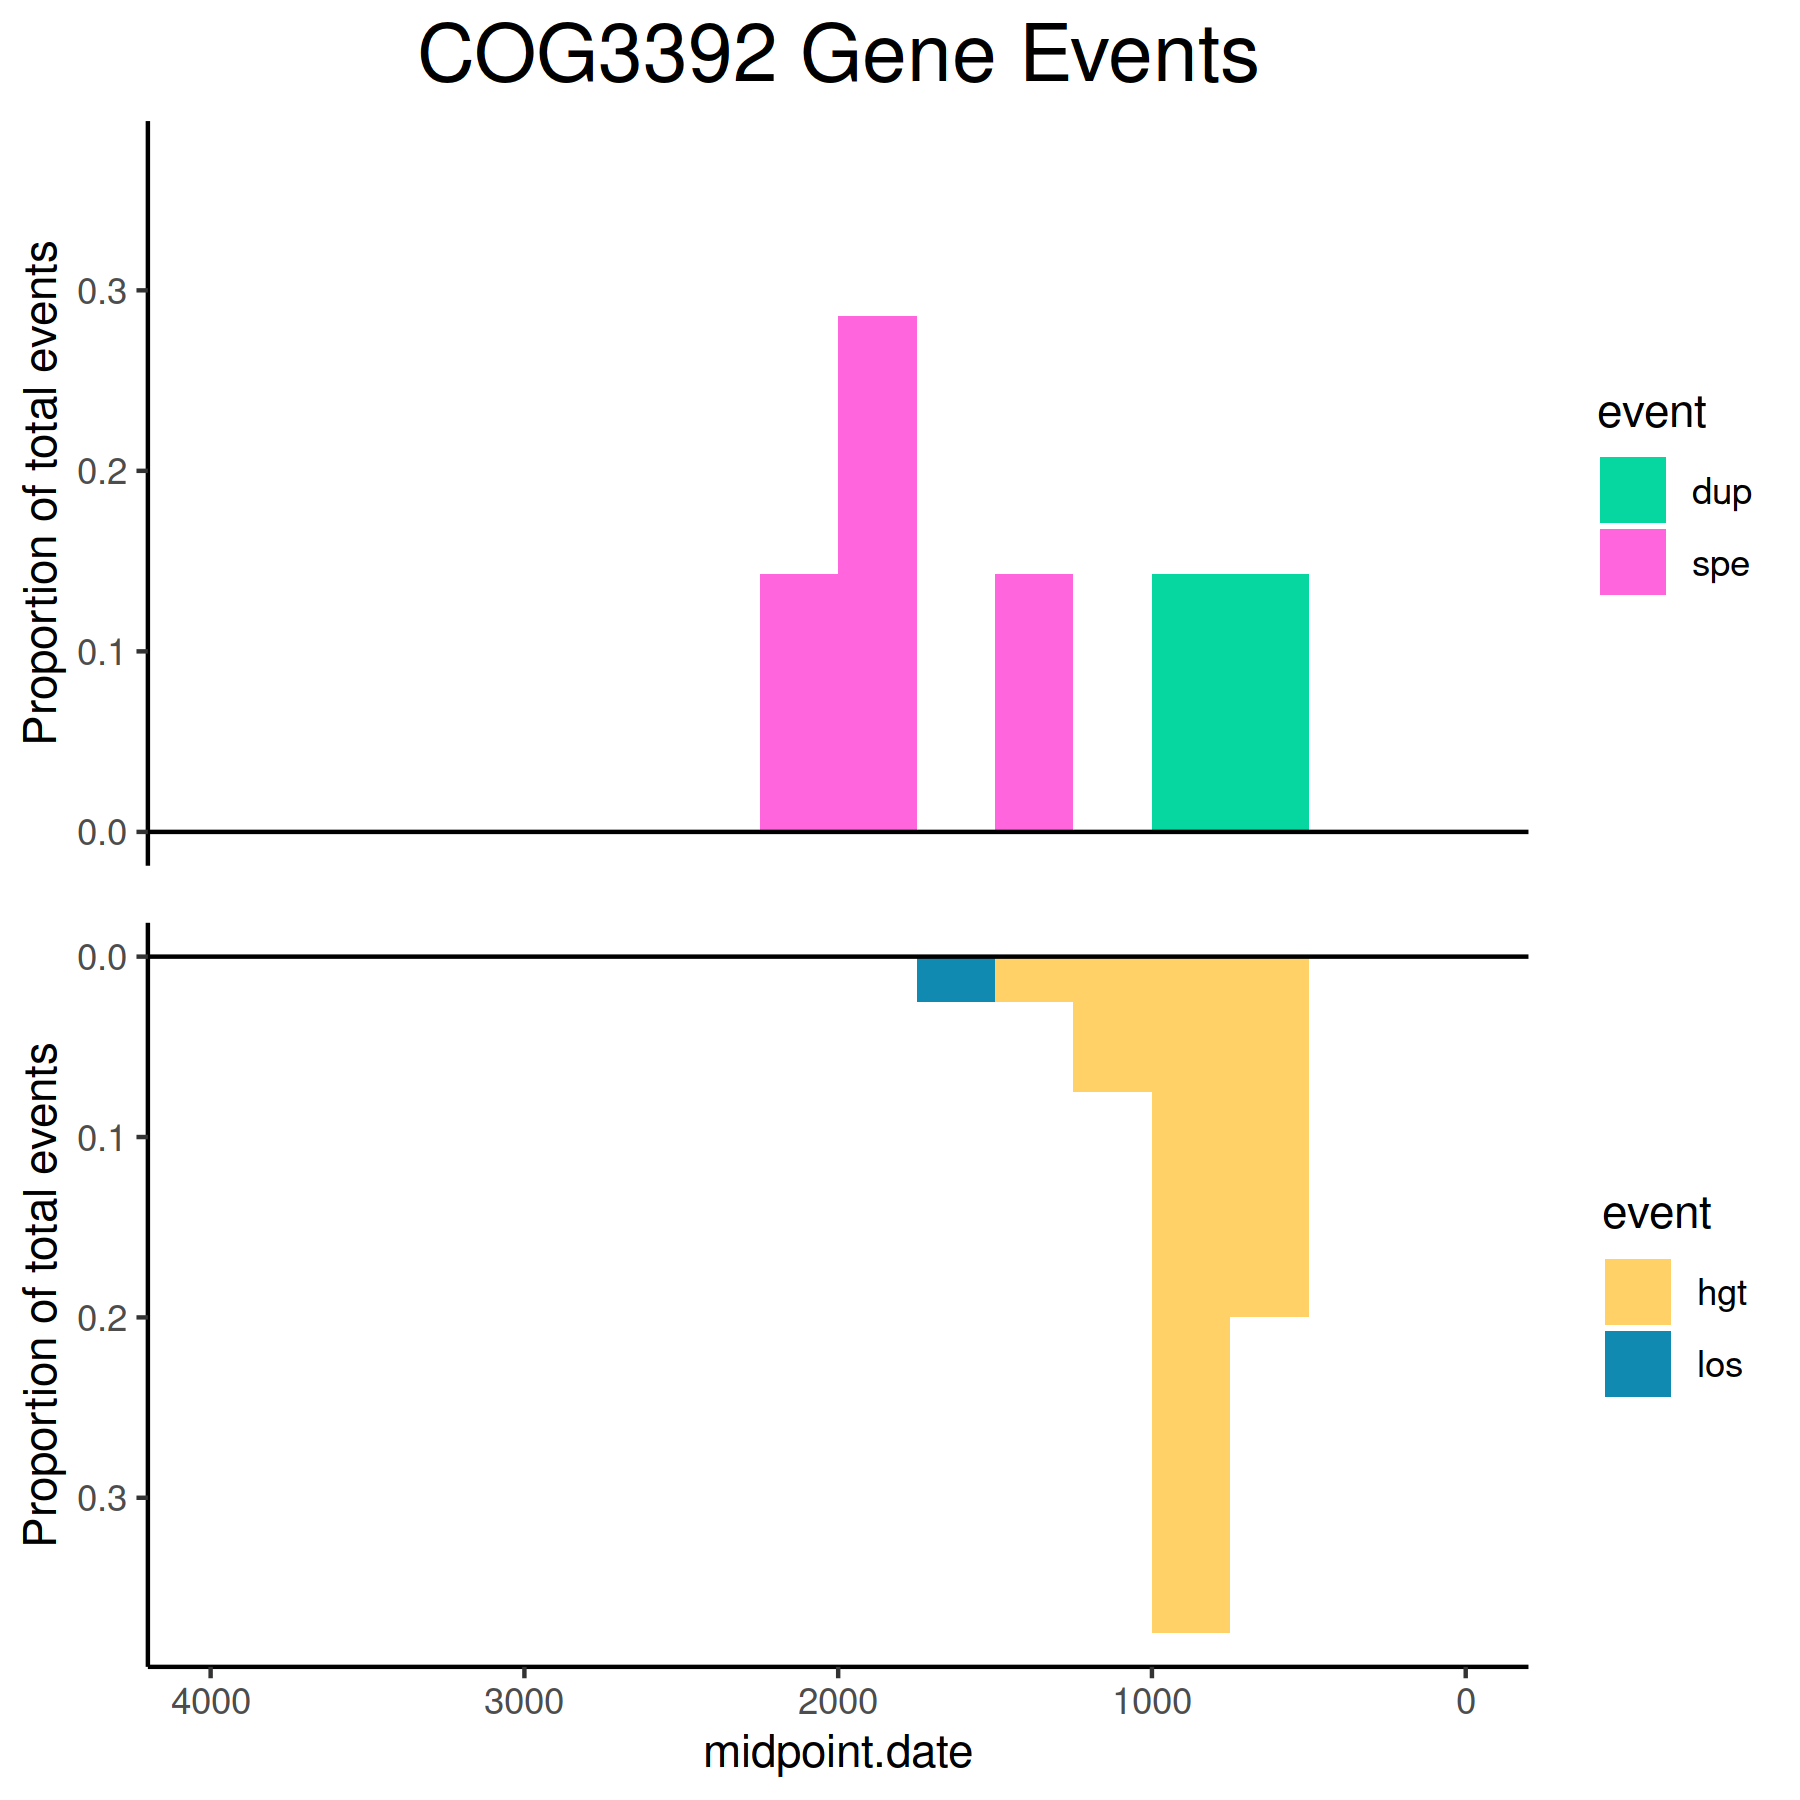 COG3392 Gene Events
Proportion of total events
0.3
0.2
0.1
0.0
event
dup
spe
Proportion of total events
0.0
0.1
0.2
0.3
event
hgt
los
4000 3000 2000 1000 0
midpoint.date